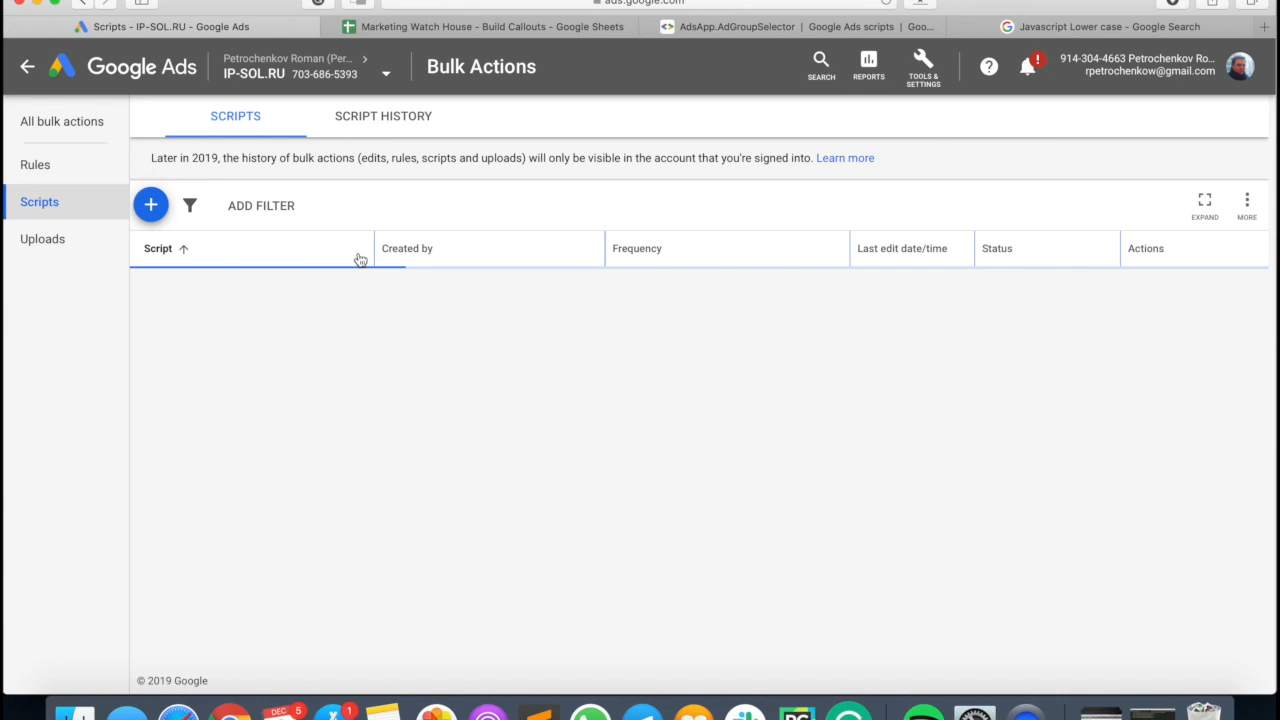 ads.google.com
Scripts - IP-SOL.RU - Google Ads
Marketing Watch House - Build Callouts - Google Sheets
AdsApp.AdGroupSelector | Google Ads scripts | Goo...
Javascript Lower case - Google Search
Google Ads
Petrochenkov Roman (Per...
IP-SOL.RU 703-686-5393
Bulk Actions
SEARCH
REPORTS
TOOLS &
SETTINGS
!
914-304-4663 Petrochenkov Ro...
rpetrochenkow@gmail.com
All bulk actions
Rules
Scripts
Uploads
SCRIPTS
SCRIPT HISTORY
Later in 2019, the history of bulk actions (edits, rules, scripts and uploads) will only be visible in the account that you're signed into. Learn more
ADD FILTER
EXPAND
MORE
Script
Created by
Frequency
Last edit date/time
Status
Actions
© 2019 Google
DEC
5
1
PC